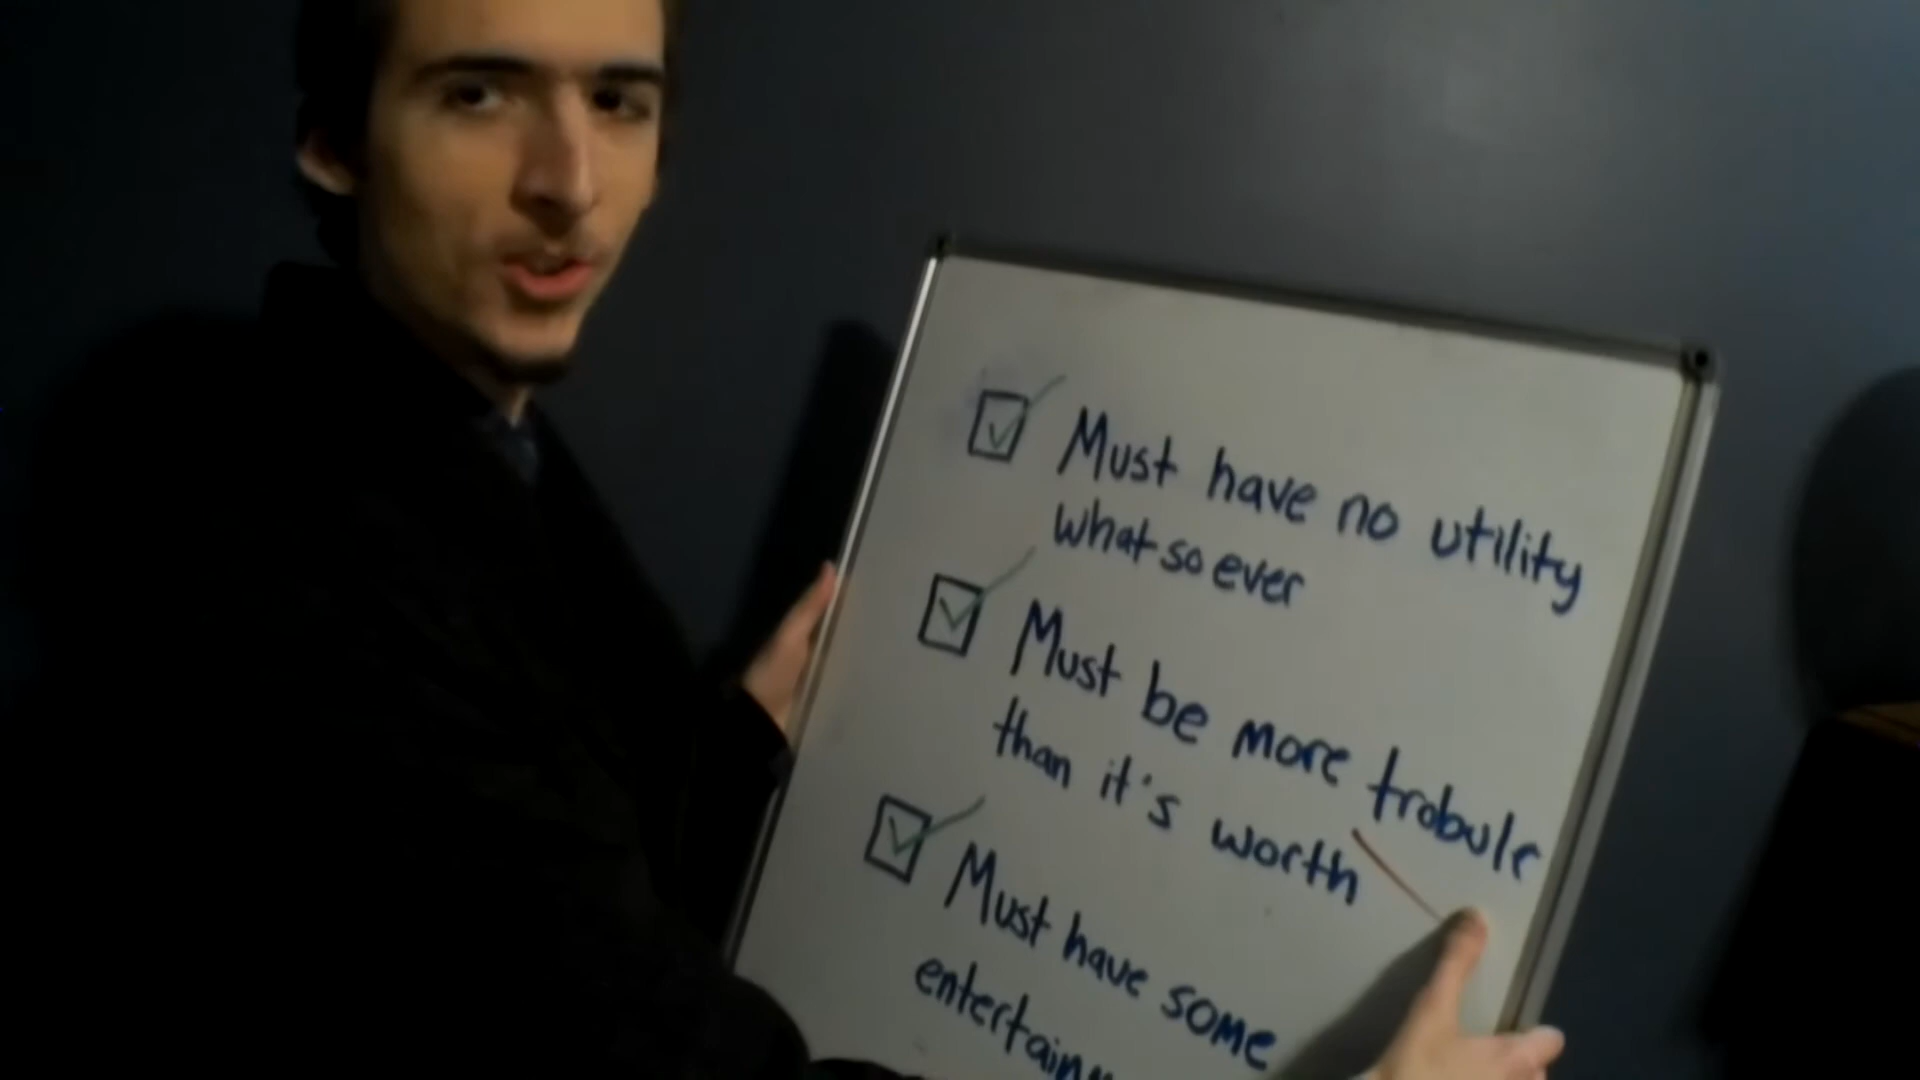 Must have no utility
what so ever
Must be more trobule
than it's worth
Must have some